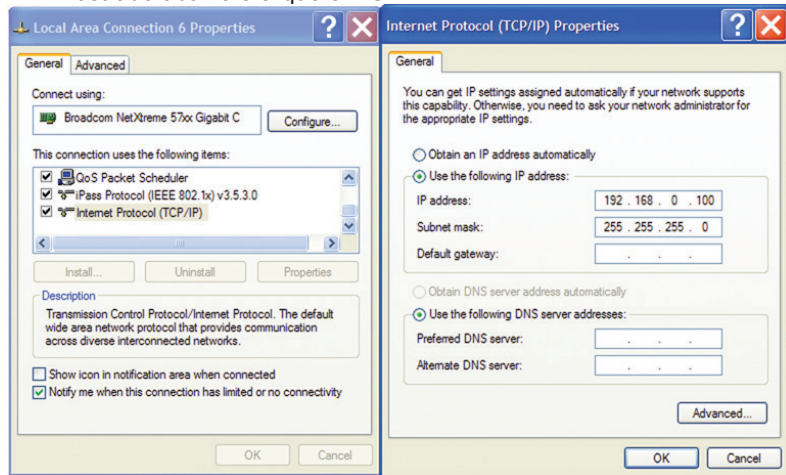 Local Area Connection 6 Properties
General
Advanced
Connect using:
Broadcom NetXtreme 57xx Gigabit C
Configure...
This connection uses the following items:
QoS Packet Scheduler
iPass Protocol (IEEE 802.1x) v3.5.3.0
Internet Protocol (TCP/IP)
Install...
Uninstall
Properties
Description
Transmission Control Protocol/Internet Protocol. The default
wide area network protocol that provides communication
across diverse interconnected networks.
Show icon in notification area when connected
Notify me when this connection has limited or no connectivity
OK
Cancel
Internet Protocol (TCP/IP) Properties
General
You can get IP settings assigned automatically if your network supports
this capability. Otherwise, you need to ask your network administrator for
the appropriate IP settings.
Obtain an IP address automatically
Use the following IP address:
IP address:
192 . 168 . 0 . 100
Subnet mask:
255 . 255 . 255 . 0
Default gateway:
. . .
Obtain DNS server address automatically
Use the following DNS server addresses:
Preferred DNS server:
. . .
Alternate DNS server:
. . .
Advanced...
OK
Cancel